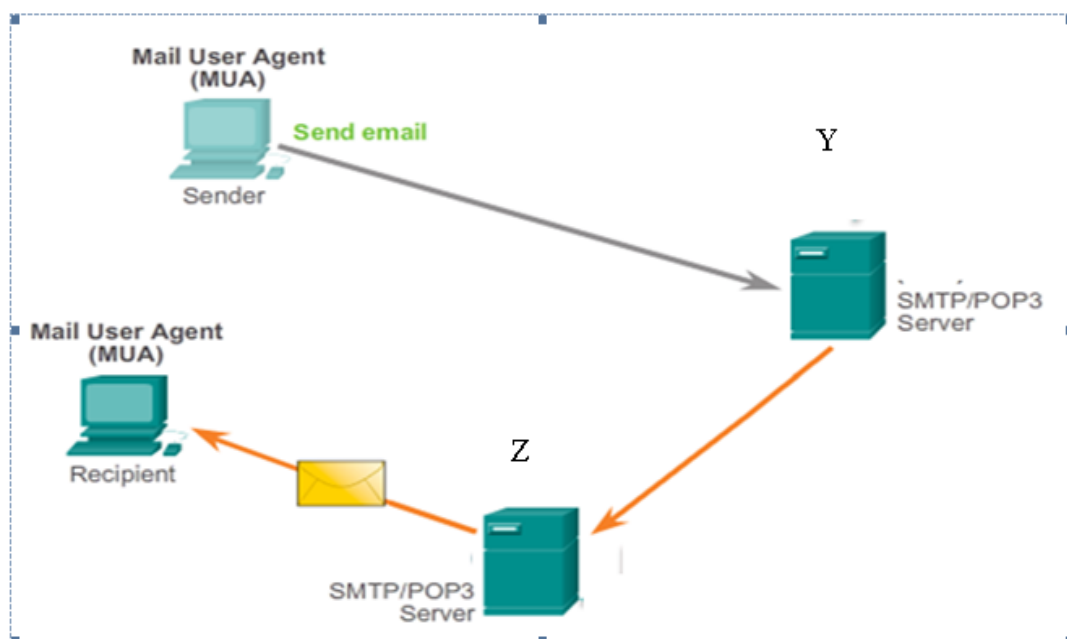 Mail User Agent
(MUA)
Send email
Sender
Y
SMTP/POP3
Server
Mail User Agent
(MUA)
Recipient
Z
SMTP/POP3
Server